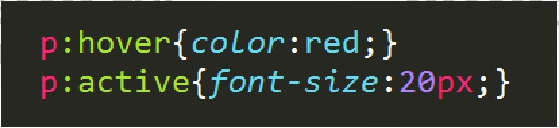 p:hover{color:red;}
p:active{font-size:20px;}